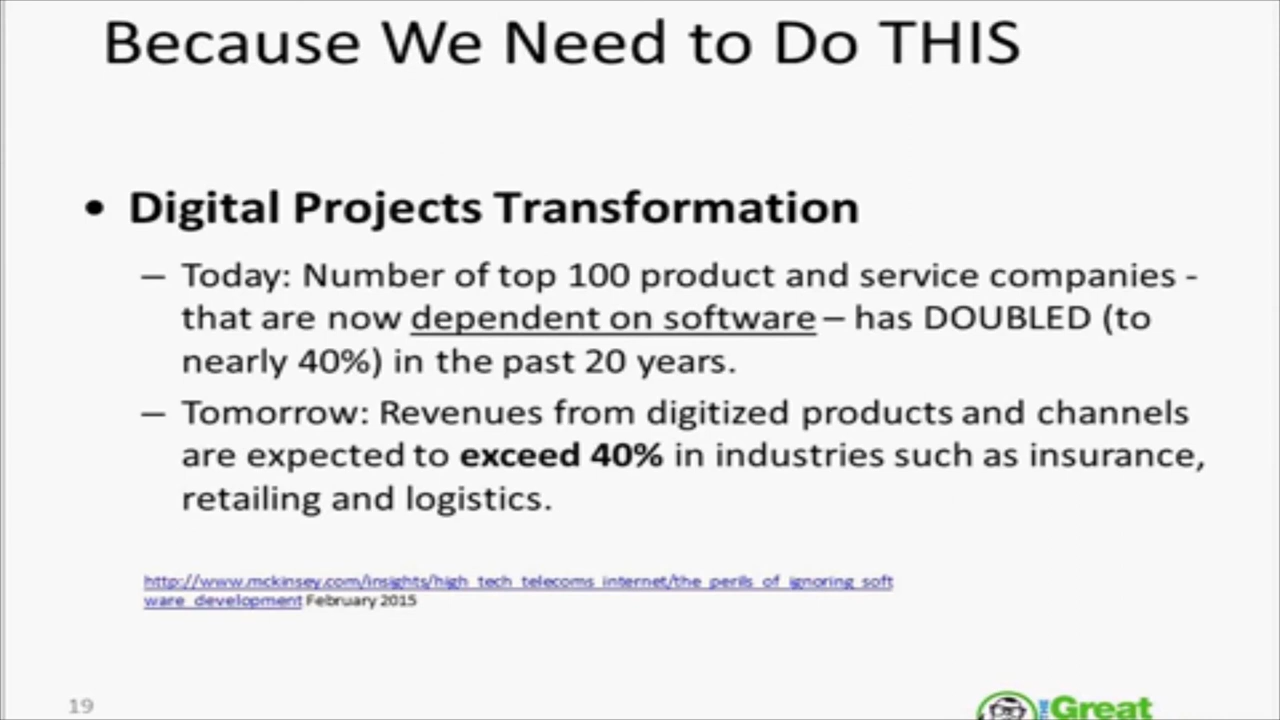 Because We Need to Do THIS
• Digital Projects Transformation
– Today: Number of top 100 product and service companies -
that are now dependent on software – has DOUBLED (to
nearly 40%) in the past 20 years.
– Tomorrow: Revenues from digitized products and channels
are expected to exceed 40% in industries such as insurance,
retailing and logistics.
http://www.mckinsey.com/insights/high_tech_telecoms_internet/the_perils_of_ignoring_soft
ware_development February 2015
19
THE Great